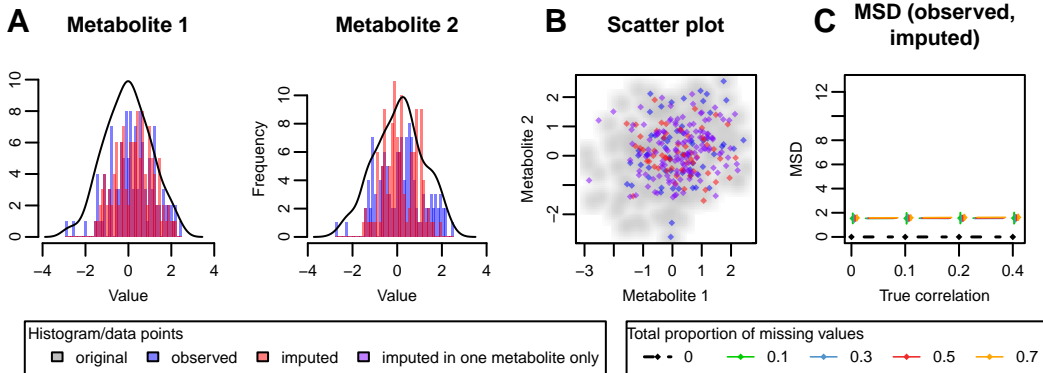 A
Metabolite 1
0 2 4 6 8 10
−4 −2 0 2 4
Value
Metabolite 2
Frequency
0 2 4 6 8 10
−4 −2 0 2 4
Value
B
Scatter plot
Metabolite 2
−2 0 1 2
−3 −1 0 1 2
Metabolite 1
C
MSD (observed,
imputed)
MSD
0 2 4 6 8 12
0 0.1 0.2 0.4
True correlation
Histogram/data points
original observed imputed imputed in one metabolite only
Total proportion of missing values
0 0.1 0.3 0.5 0.7